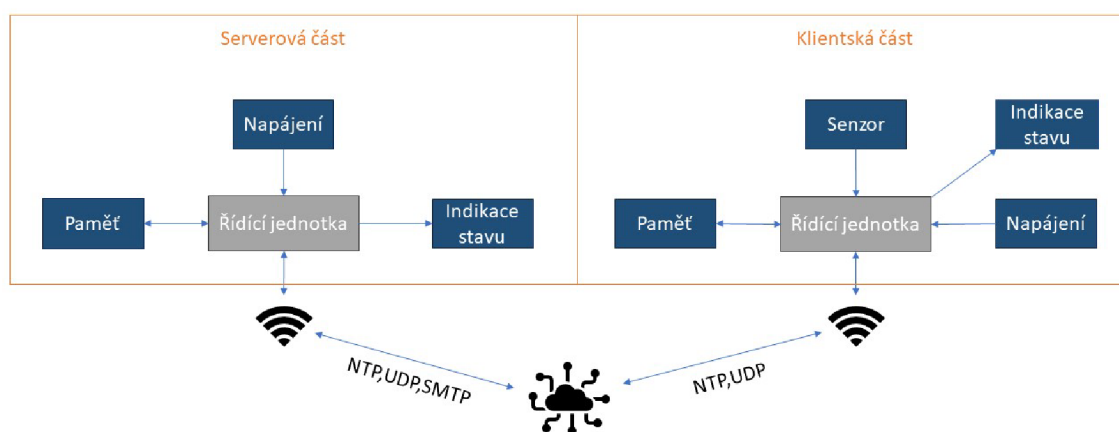 Serverová část
Napájení
Paměť
Řídící jednotka
Indikace
stavu
NTP,UDP,SMTP
Klientská část
Senzor
Indikace
stavu
Paměť
Řídící jednotka
Napájení
NTP,UDP